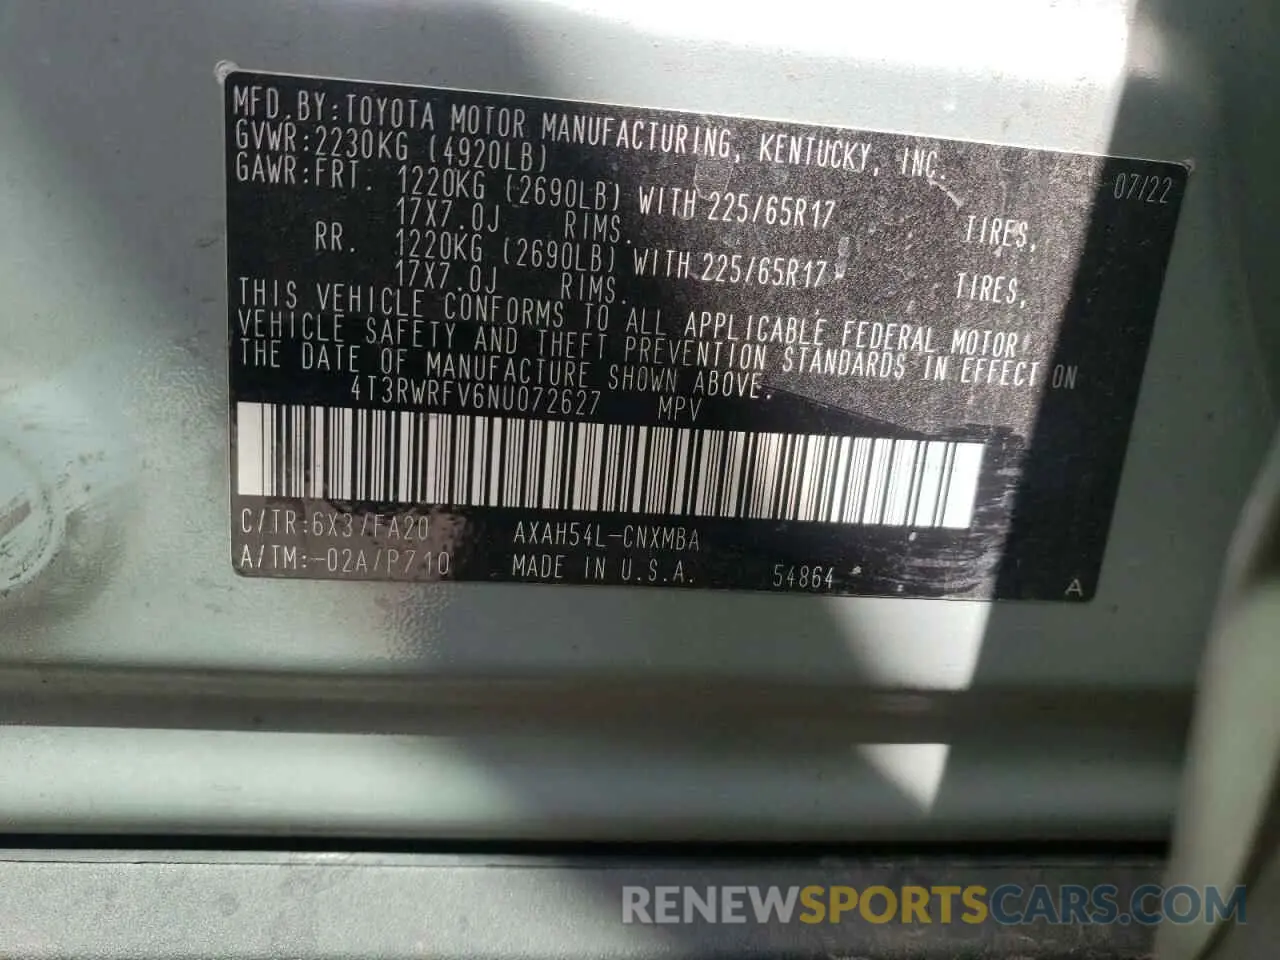 MFD.BY:TOYOTA MOTOR MANUFACTURING, KENTUCKY, INC.
GVWR:2230KG (4920LB) 07/22
GAWR:FRT. 1220KG (2690LB) WITH 225/65R17 TIRES,
17X7.0J RIMS.
RR. 1220KG (2690LB) WITH 225/65R17 TIRES,
17X7.0J RIMS.
THIS VEHICLE CONFORMS TO ALL APPLICABLE FEDERAL MOTOR
VEHICLE SAFETY AND THEFT PREVENTION STANDARDS IN EFFECT ON
THE DATE OF MANUFACTURE SHOWN ABOVE.
4T3RWRFV6NU072627 MPV
C/TR:6X3/FA20 AXAH54L-CNXMBA
A/TM:-02A/P710 MADE IN U.S.A. 54864 A
RENEWSPORTSCARS.COM